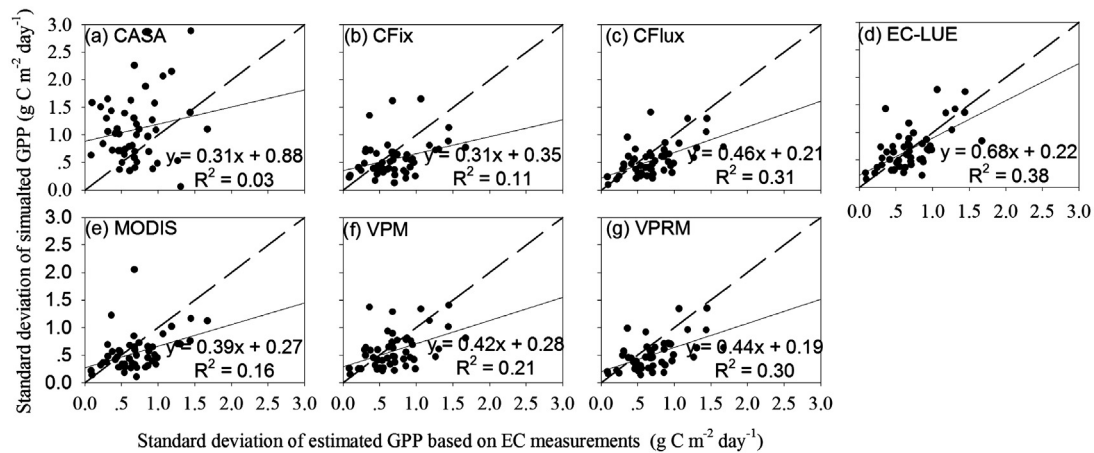 Standard deviation of simualted GPP (g C m-2 day-1)
(a) CASA
3.0
2.5
2.0
1.5
1.0
.5
0.0
y = 0.31x + 0.88
R2 = 0.03
(b) CFix
y = 0.31x + 0.35
R2 = 0.11
(c) CFlux
y = 0.46x + 0.21
R2 = 0.31
(d) EC-LUE
y = 0.68x + 0.22
R2 = 0.38
0.0 .5 1.0 1.5 2.0 2.5 3.0
(e) MODIS
3.0
2.5
2.0
1.5
1.0
.5
0.0
y = 0.39x + 0.27
R2 = 0.16
0.0 .5 1.0 1.5 2.0 2.5 3.0
(f) VPM
y = 0.42x + 0.28
R2 = 0.21
0.0 .5 1.0 1.5 2.0 2.5 3.0
(g) VPRM
y = 0.44x + 0.19
R2 = 0.30
0.0 .5 1.0 1.5 2.0 2.5 3.0
Standard deviation of estimated GPP based on EC measurements (g C m-2 day-1)